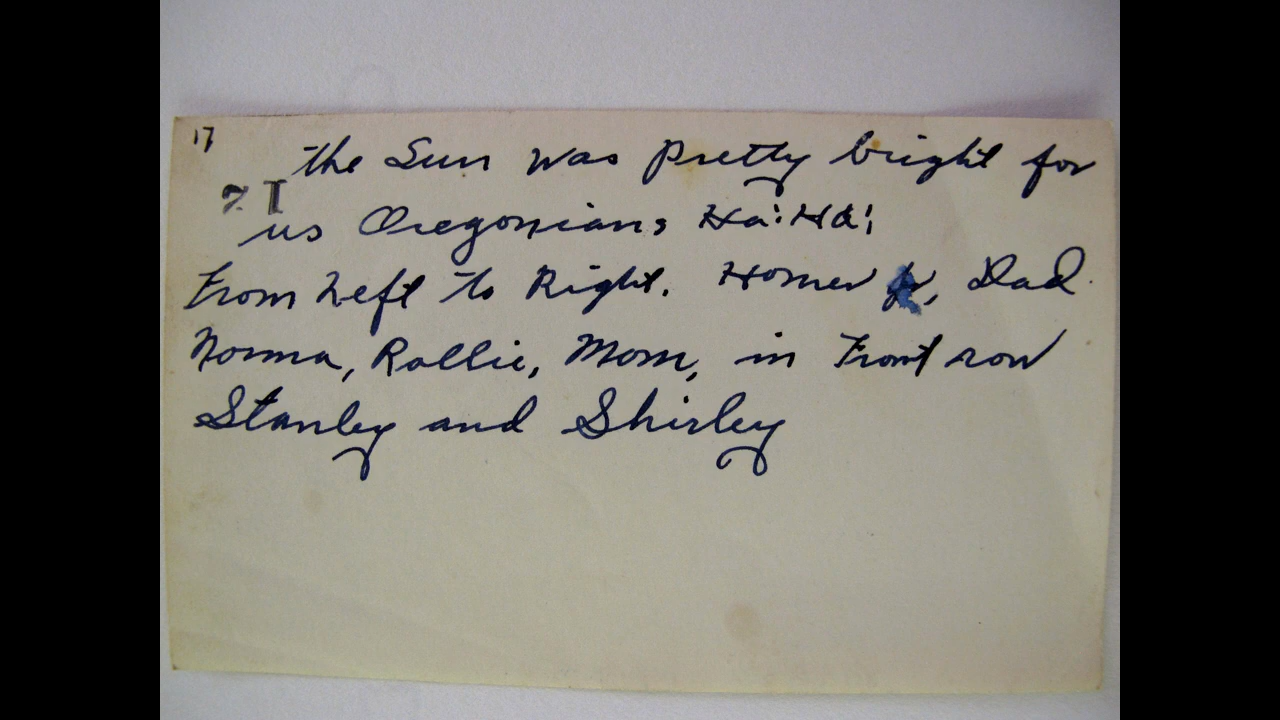 17
the Sun was pretty bright for
us Oregonians Ha! Ha!
From Left to Right. Homer Jr, Dad
Norma, Rollie, Mom, in Front row
Stanley and Shirley